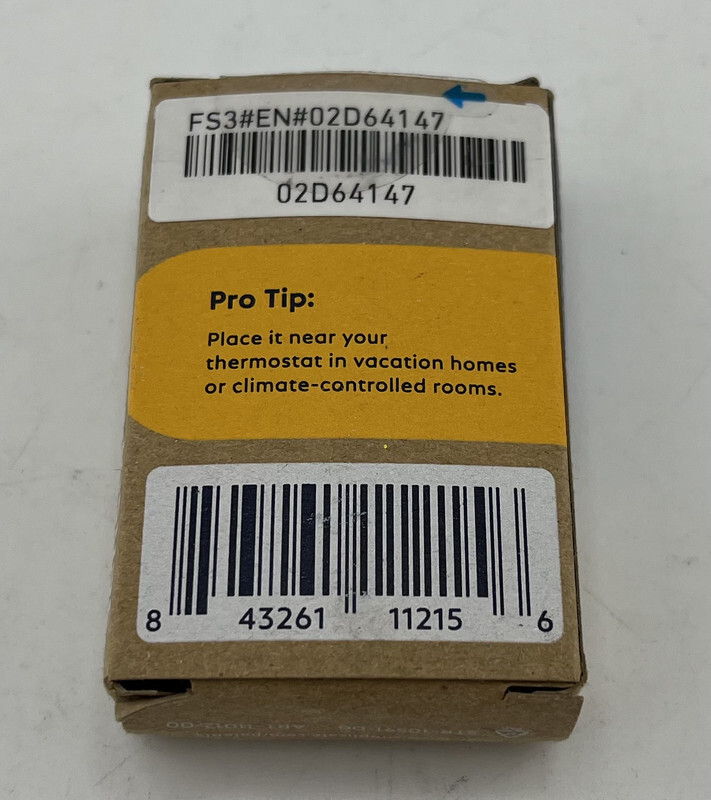 FS3#EN#02D64147
02D64147
Pro Tip:
Place it near your
thermostat in vacation homes
or climate-controlled rooms.
8 43261 11215 6